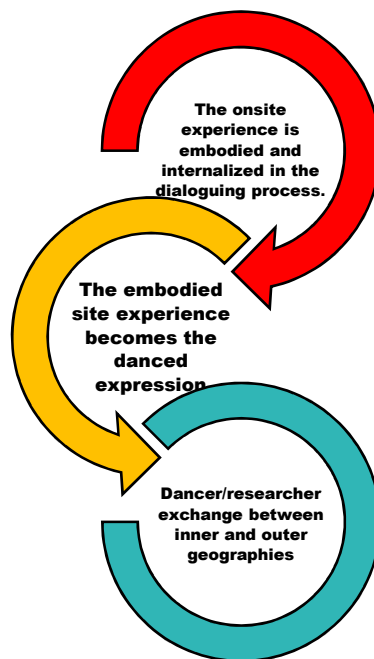 The onsite
experience is
embodied and
internalized in the
dialoguing process.
The embodied
site experience
becomes the
danced
expression
Dancer/researcher
exchange between
inner and outer
geographies